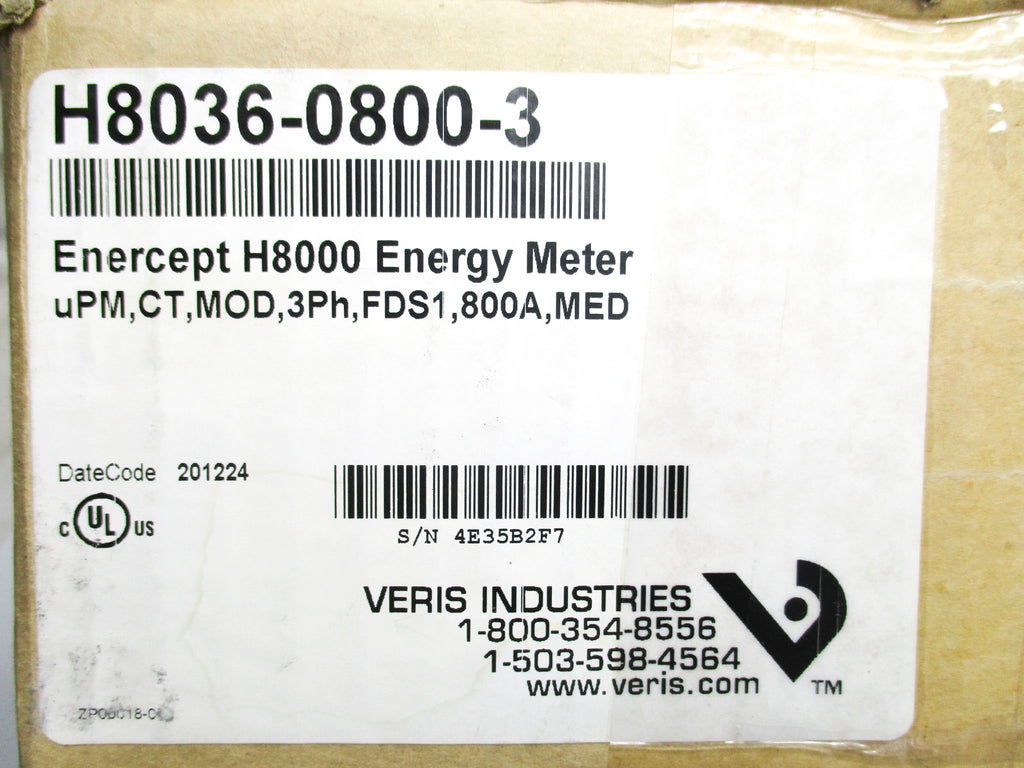 H8036-0800-3
Enercept H8000 Energy Meter
uPM,CT,MOD,3Ph,FDS1,800A,MED
DateCode 201224
C UL US
S/N 4E35B2F7
VERIS INDUSTRIES
1-800-354-8556
1-503-598-4564
www.veris.com
TM